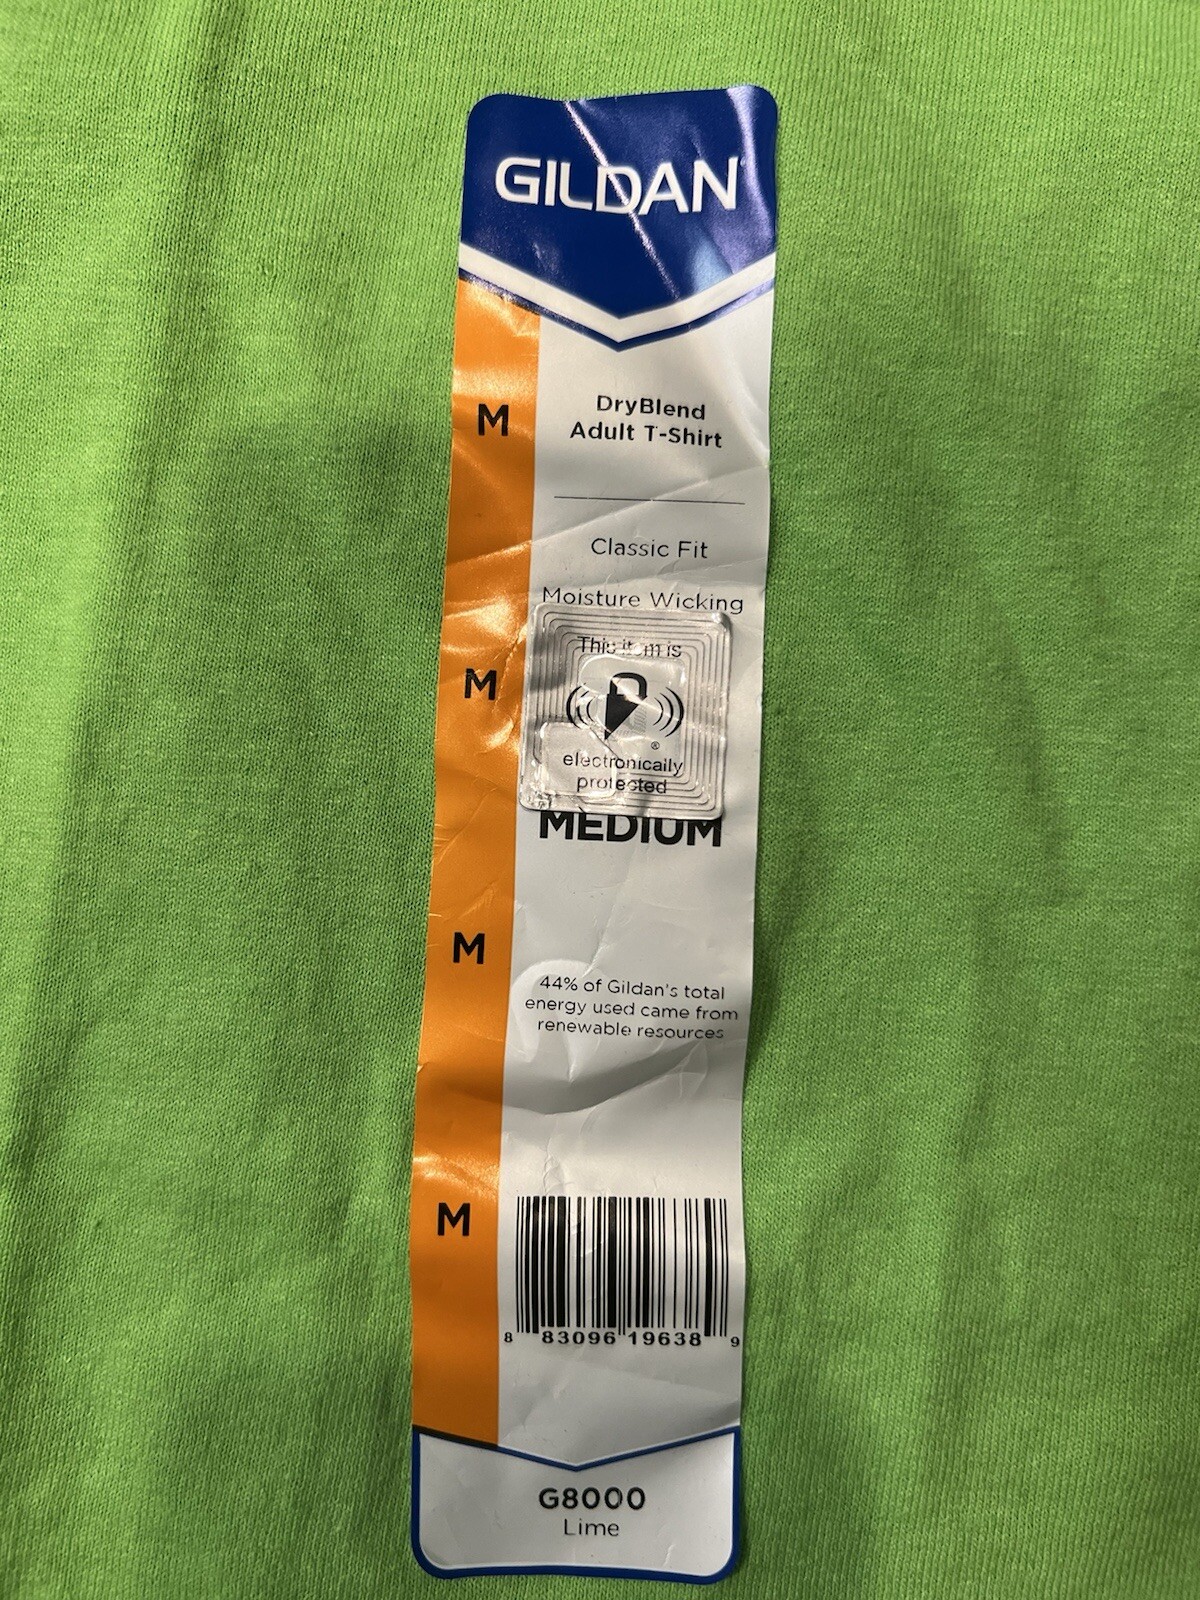 GILDAN
M
DryBlend
Adult T-Shirt
Classic Fit
Moisture Wicking
M
This item is
®
electronically
protected
MEDIUM
M
44% of Gildan's total
energy used came from
renewable resources
M
8 83096 19638 9
G8000
Lime